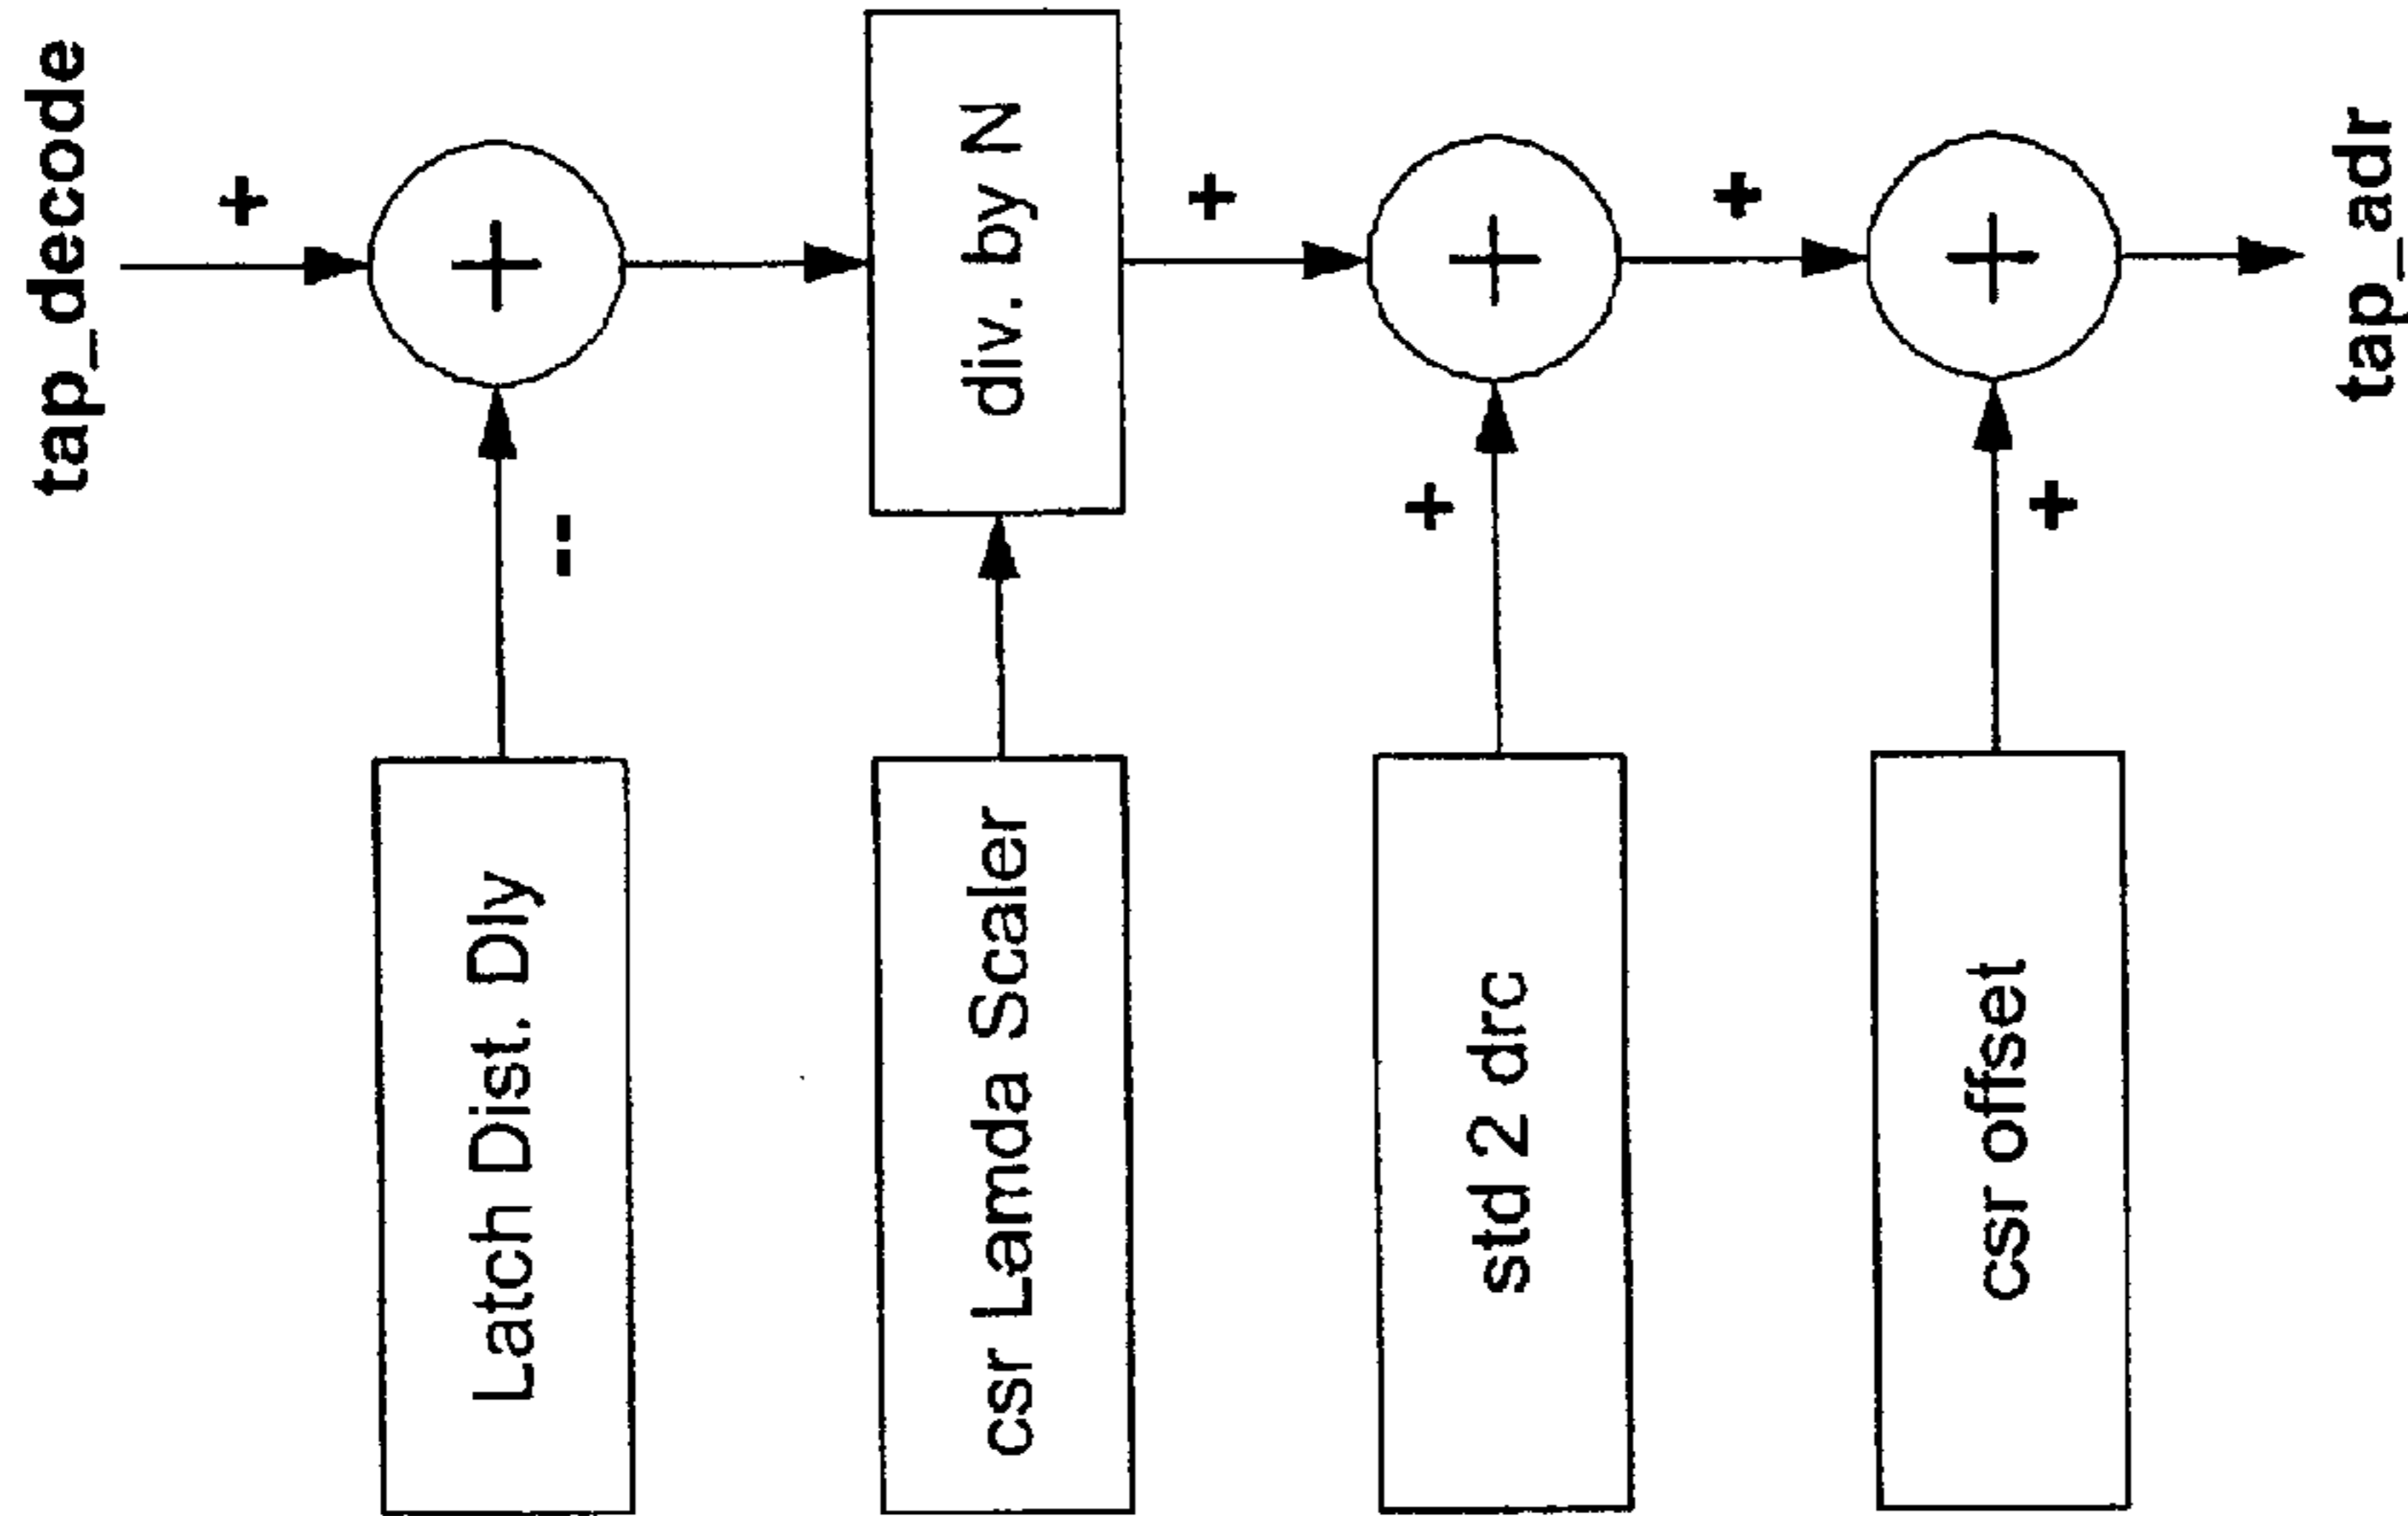 tap_decode
+
+
--
Latch Dist. Dly
div. by N
csr Lamda Scaler
+
+
+
std 2 drc
+
+
+
csr offset
tap_adr